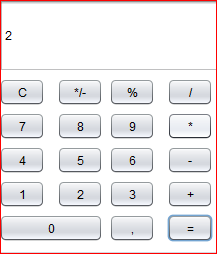 2
C */- % /
7 8 9 *
4 5 6 -
1 2 3 +
0 , =